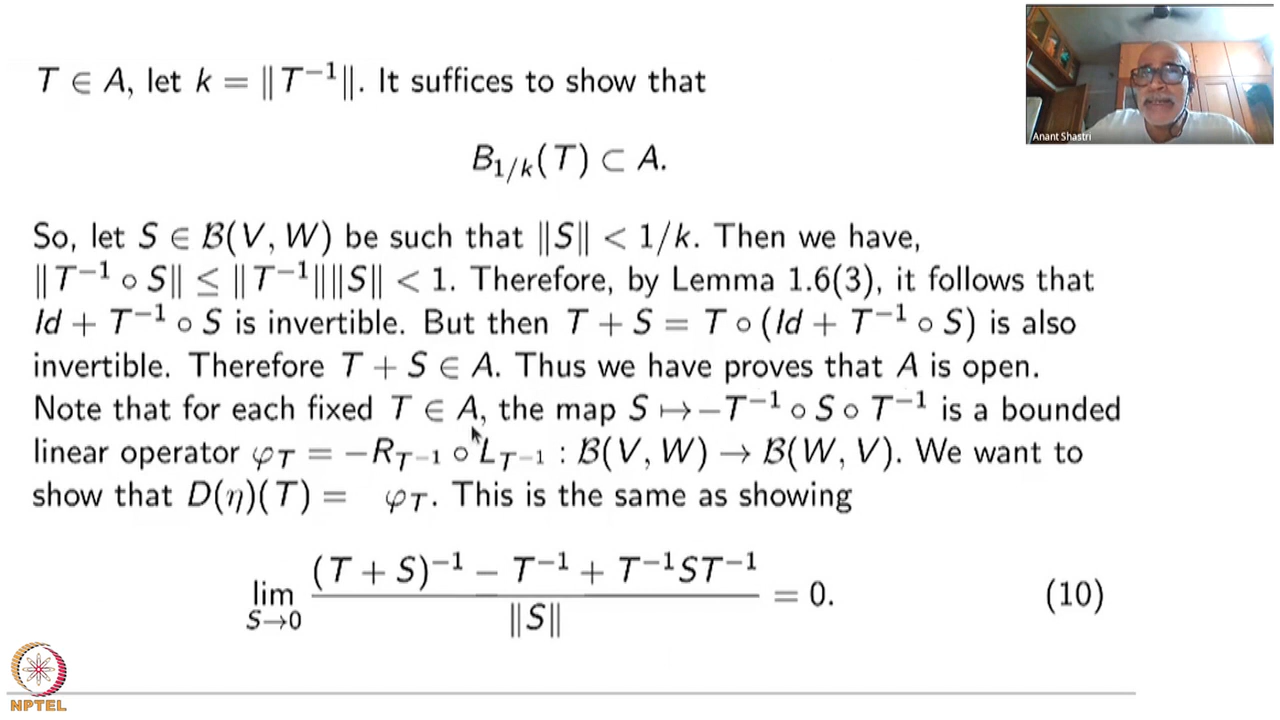 T ∈ A, let k = ‖T⁻¹‖. It suffices to show that
B₁/ₖ(T) ⊂ A.
So, let S ∈ ℬ(V, W) be such that ‖S‖ < 1/k. Then we have,
‖T⁻¹ ∘ S‖ ≤ ‖T⁻¹‖‖S‖ < 1. Therefore, by Lemma 1.6(3), it follows that
Id + T⁻¹ ∘ S is invertible. But then T + S = T ∘ (Id + T⁻¹ ∘ S) is also
invertible. Therefore T + S ∈ A. Thus we have proves that A is open.
Note that for each fixed T ∈ A, the map S ↦ −T⁻¹ ∘ S ∘ T⁻¹ is a bounded
linear operator φ_T = −R_{T⁻¹} ∘ L_{T⁻¹} : ℬ(V, W) → ℬ(W, V). We want to
show that D(η)(T) = φ_T. This is the same as showing
lim_{S→0} ((T + S)⁻¹ − T⁻¹ + T⁻¹ST⁻¹) / ‖S‖ = 0. (10)
Anant Shastri
NPTEL